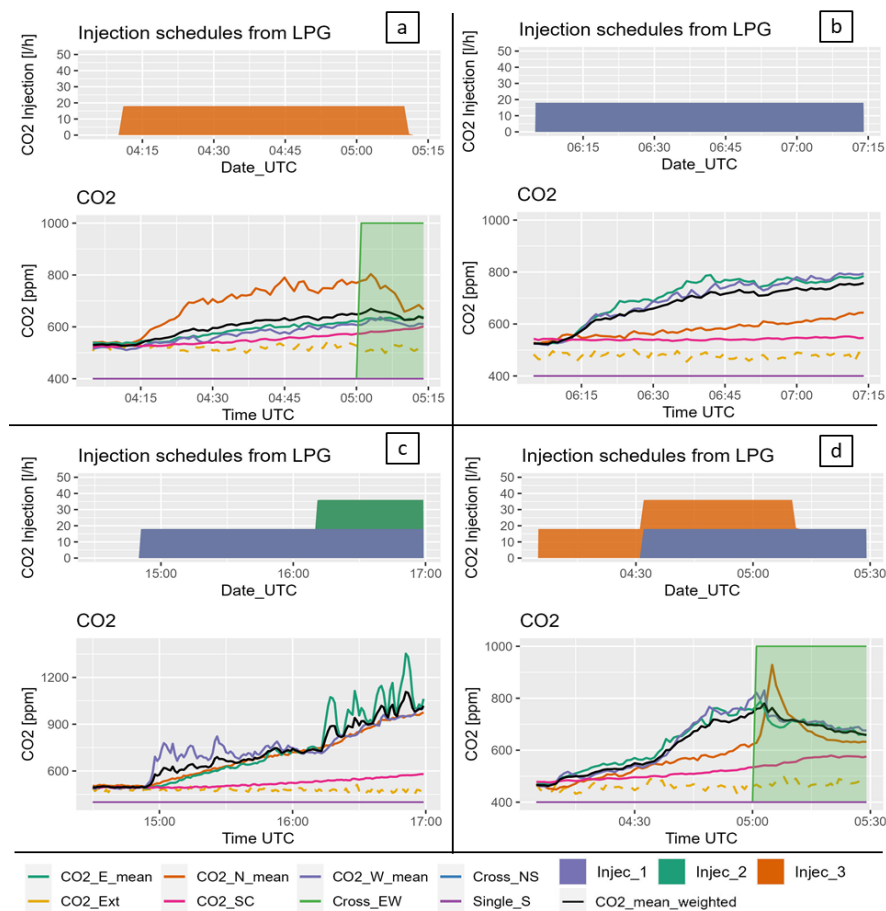 a
Injection schedules from LPG
CO2 Injection [l/h]
50
40
30
20
10
0
04:15 04:30 04:45 05:00 05:15
Date_UTC
CO2
CO2 [ppm]
1000
800
600
400
04:15 04:30 04:45 05:00 05:15
Time UTC
b
Injection schedules from LPG
CO2 Injection [l/h]
50
40
30
20
10
0
06:15 06:30 06:45 07:00 07:15
Date_UTC
CO2
CO2 [ppm]
1000
800
600
400
06:15 06:30 06:45 07:00 07:15
Time UTC
c
Injection schedules from LPG
CO2 Injection [l/h]
50
40
30
20
10
0
15:00 16:00 17:00
Date_UTC
CO2
CO2 [ppm]
1200
900
600
15:00 16:00 17:00
Time UTC
d
Injection schedules from LPG
CO2 Injection [l/h]
50
40
30
20
10
0
04:30 05:00 05:30
Date_UTC
CO2
CO2 [ppm]
1000
800
600
400
04:30 05:00 05:30
Time UTC
CO2_E_mean CO2_N_mean CO2_W_mean Cross_NS Injec_1 Injec_2 Injec_3
CO2_Ext CO2_SC Cross_EW Single_S CO2_mean_weighted